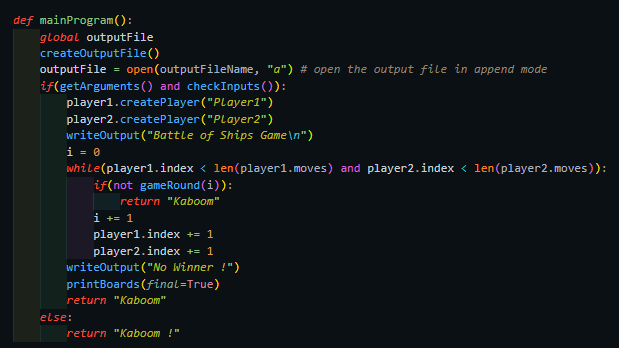 def mainProgram():
    global outputFile
    createOutputFile()
    outputFile = open(outputFileName, "a") # open the output file in append mode
    if(getArguments() and checkInputs()):
        player1.createPlayer("Player1")
        player2.createPlayer("Player2")
        writeOutput("Battle of Ships Game\n")
        i = 0
        while(player1.index < len(player1.moves) and player2.index < len(player2.moves)):
            if(not gameRound(i)):
                return "Kaboom"
            i += 1
            player1.index += 1
            player2.index += 1
        writeOutput("No Winner !")
        printBoards(final=True)
        return "Kaboom"
    else:
        return "Kaboom !"